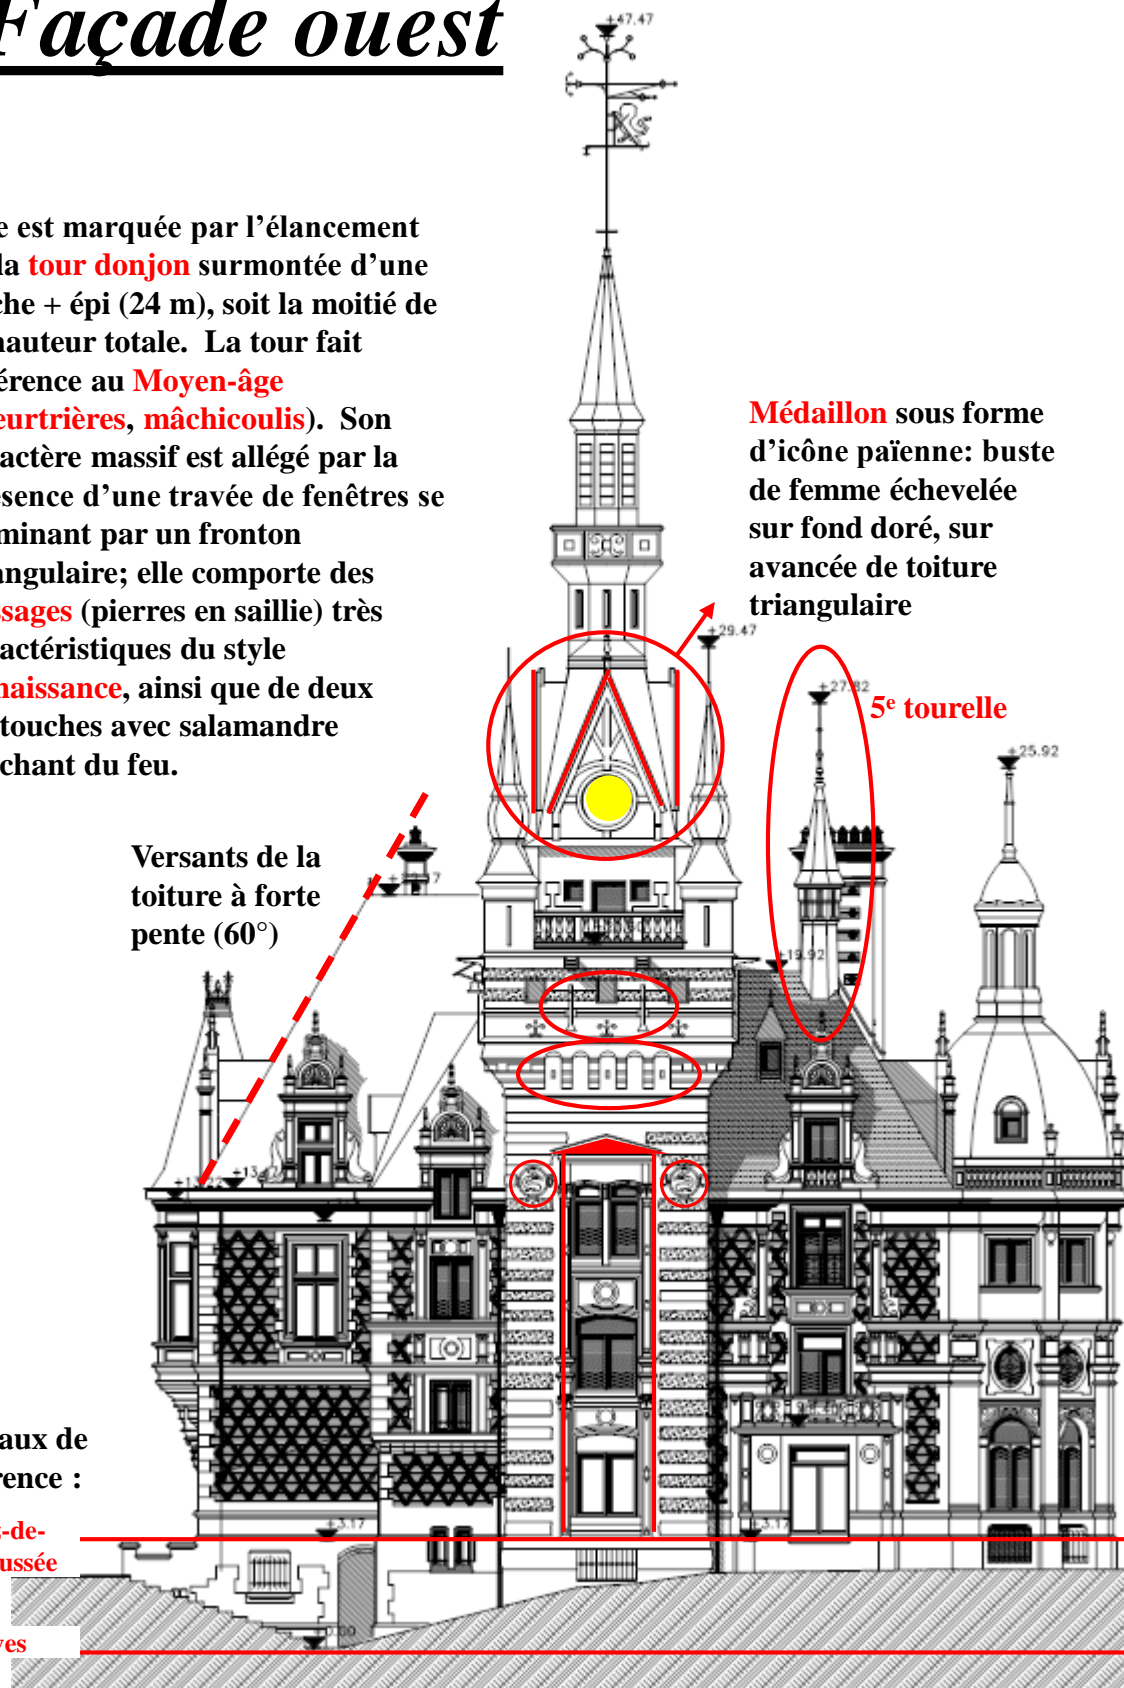 Façade ouest
+47.47
e est marquée par l’élancement
la tour donjon surmontée d’une
che + épi (24 m), soit la moitié de
hauteur totale. La tour fait
érence au Moyen-âge
eurtrières, mâchicoulis). Son
actère massif est allégé par la
ésence d’une travée de fenêtres se
minant par un fronton
angulaire; elle comporte des
ssages (pierres en saillie) très
actéristiques du style
naissance, ainsi que de deux
touches avec salamandre
chant du feu.
Médaillon sous forme
d’icône païenne: buste
de femme échevelée
sur fond doré, sur
avancée de toiture
triangulaire
+29.47
+27.82
5e tourelle
+25.92
Versants de la
toiture à forte
pente (60°)
+19.92
aux de
rence :
-de-
ussée
+3.17
+3.17
ves